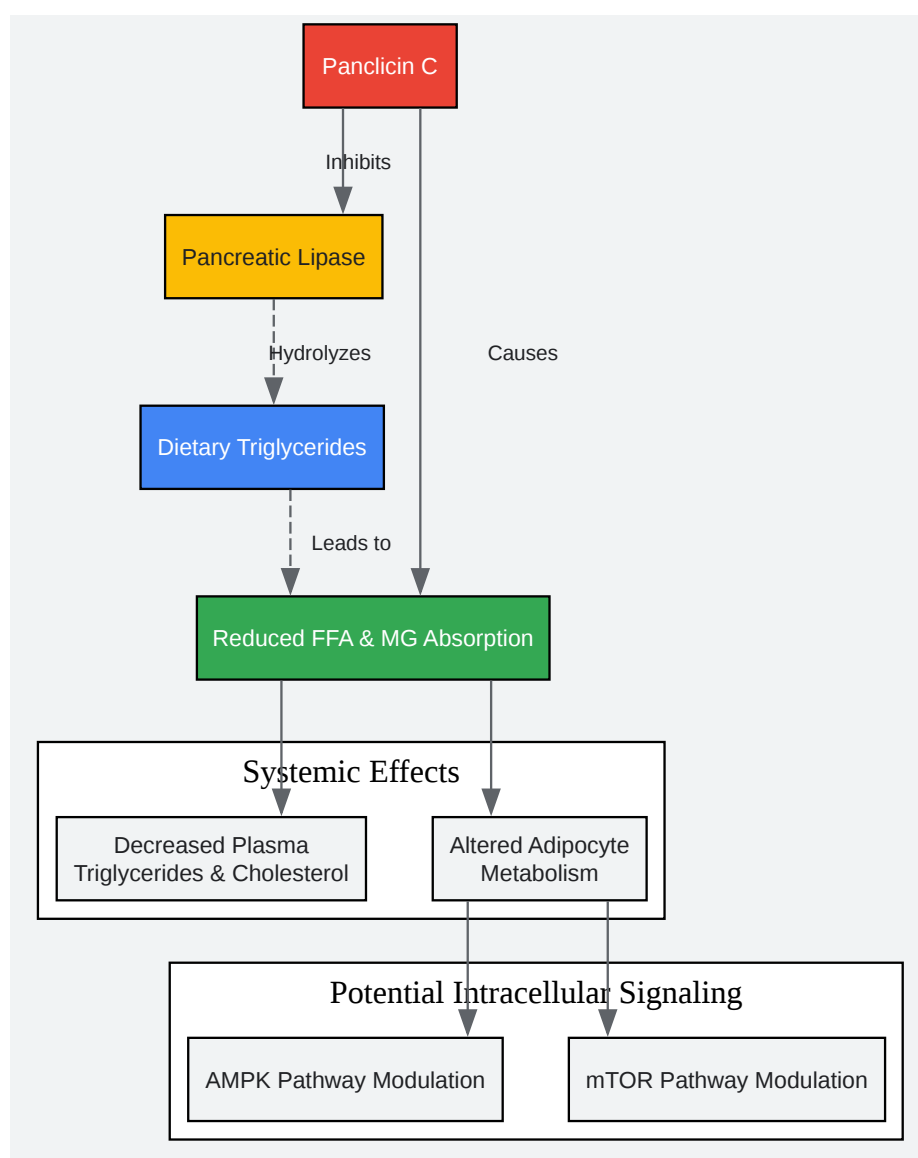 Panclicin C
Inhibits
Pancreatic Lipase
Hydrolyzes
Causes
Dietary Triglycerides
Leads to
Reduced FFA & MG Absorption
Systemic Effects
Decreased Plasma
Triglycerides & Cholesterol
Altered Adipocyte
Metabolism
Potential Intracellular Signaling
AMPK Pathway Modulation
mTOR Pathway Modulation